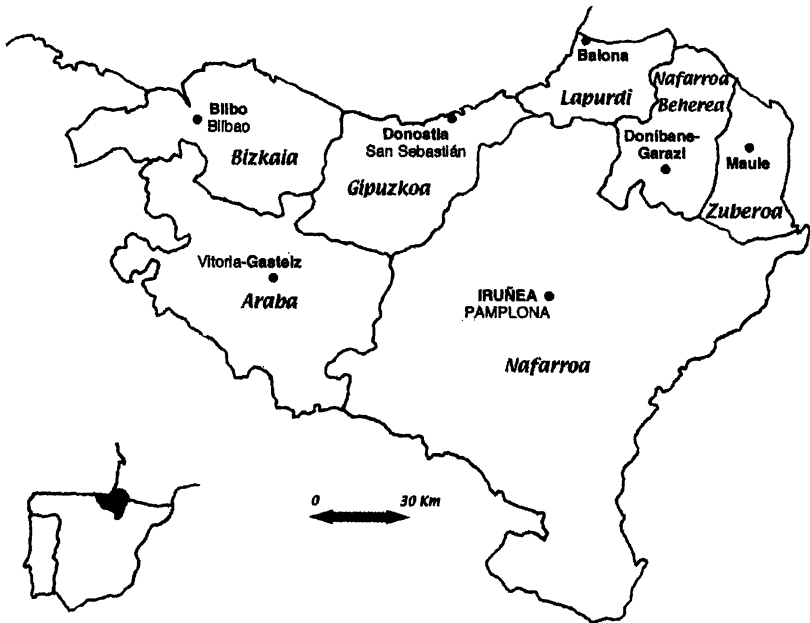 Baiona
Nafarroa
Beherea
Lapurdi
Bilbo
Bilbao
Donostia
San Sebastián
Donibane-
Garazi
Bizkaia
Maule
Gipuzkoa
Zuberoa
Vitoria-Gasteiz
Araba
IRUÑEA
PAMPLONA
Nafarroa
0 30 Km